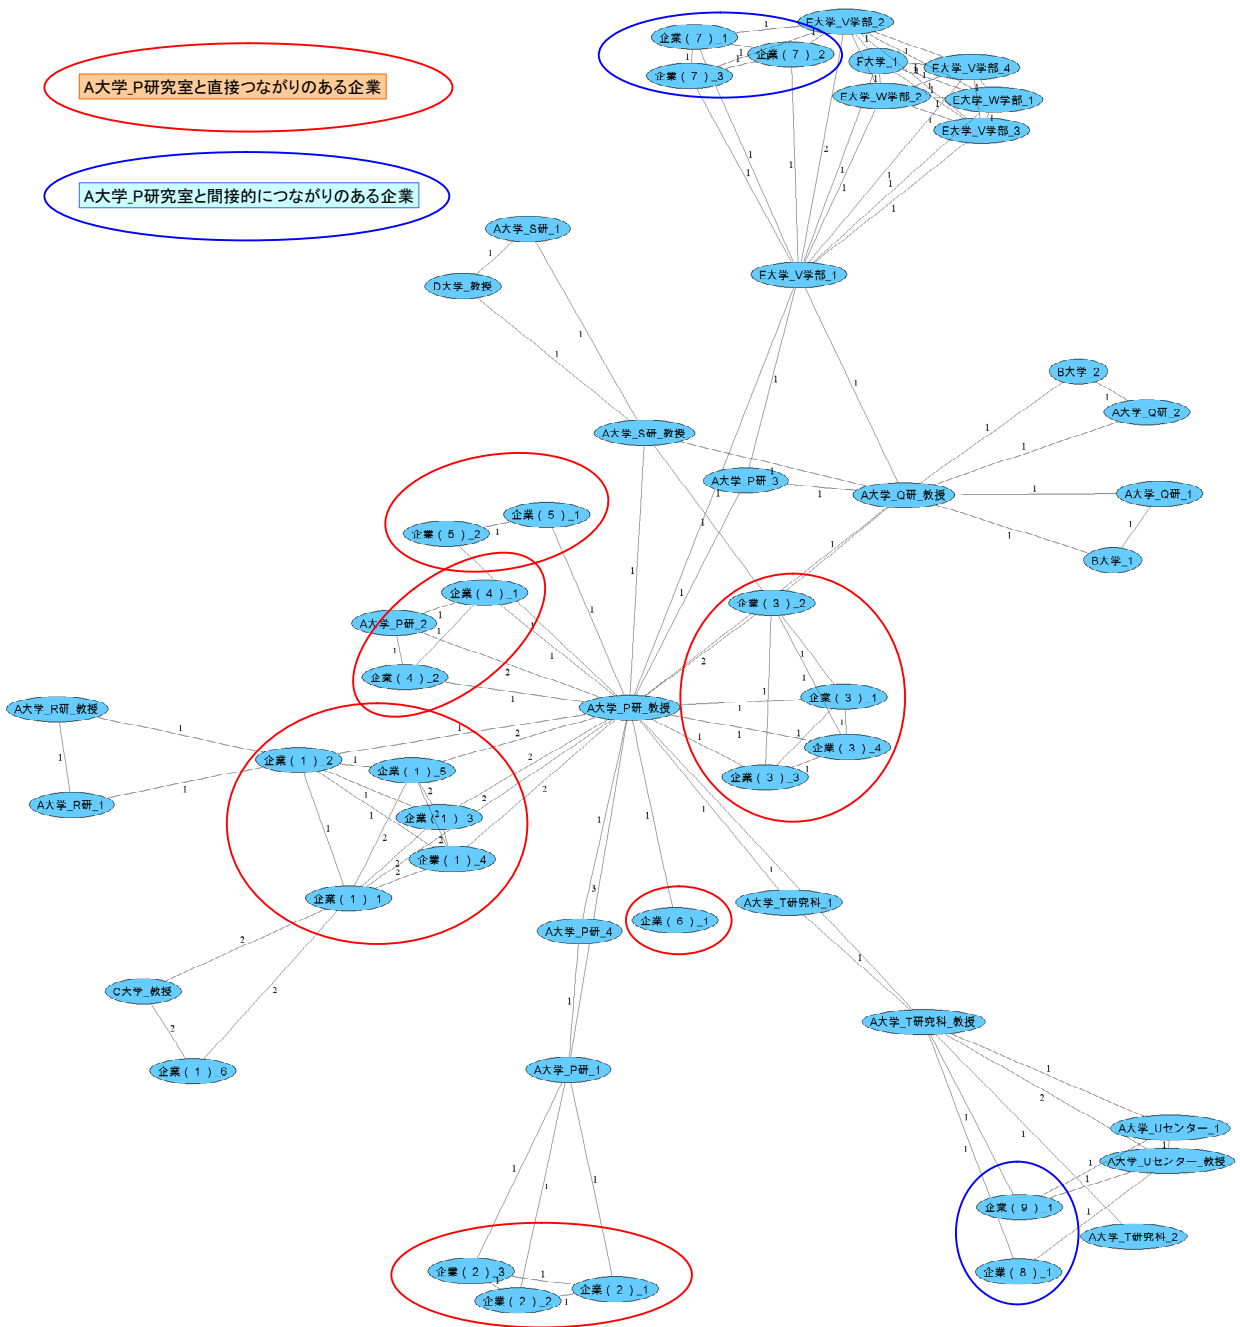 A大学_P研究室と直接つながりのある企業
A大学_P研究室と間接的につながりのある企業
企業(7)_1
企業(7)_2
企業(7)_3
E大学_V学部_2
F大学_1
E大学_V学部_4
E大学_W学部_2
E大学_W学部_1
E大学_V学部_3
A大学_S研_1
D大学_教授
E大学_V学部_1
B大学_2
A大学_Q研_2
A大学_S研_教授
A大学_P研_3
A大学_Q研_教授
A大学_Q研_1
B大学_1
企業(5)_1
企業(5)_2
企業(4)_1
A大学_P研_2
企業(4)_2
企業(3)_2
企業(3)_1
企業(3)_4
企業(3)_3
A大学_P研_教授
A大学_R研_教授
A大学_R研_1
企業(1)_2
企業(1)_5
企業(1)_3
企業(1)_4
企業(1)_1
C大学_教授
企業(1)_6
A大学_P研_4
企業(6)_1
A大学_T研究科_1
A大学_T研究科_教授
A大学_P研_1
A大学_Uセンター_1
A大学_Uセンター_教授
企業(9)_1
A大学_T研究科_2
企業(8)_1
企業(2)_3
企業(2)_1
企業(2)_2